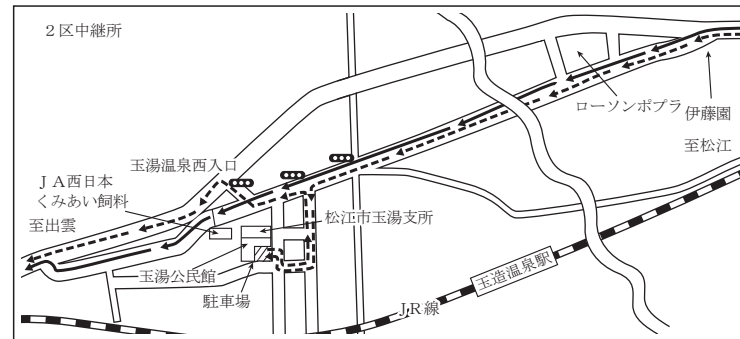 ２区中継所
ローソンポプラ
伊藤園
至松江
玉湯温泉西入口
ＪＡ西日本
くみあい飼料
至出雲
松江市玉湯支所
玉湯公民館
駐車場
玉造温泉駅
ＪＲ線